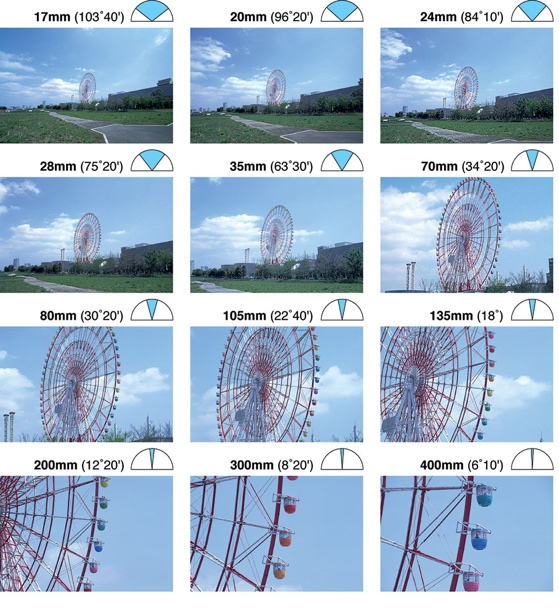 17mm (103˚40')
20mm (96˚20')
24mm (84˚10')
28mm (75˚20')
35mm (63˚30')
70mm (34˚20')
80mm (30˚20')
105mm (22˚40')
135mm (18˚)
200mm (12˚20')
300mm (8˚20')
400mm (6˚10')